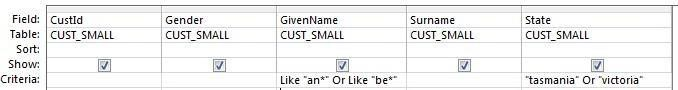 Field: CustId Gender GivenName Surname State
Table: CUST_SMALL CUST_SMALL CUST_SMALL CUST_SMALL CUST_SMALL
Sort:
Show:
Criteria: Like "an*" Or Like "be*" "tasmania" Or "victoria"